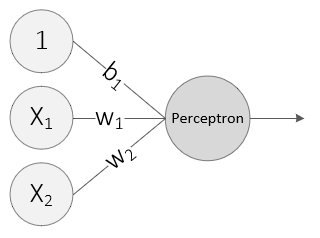 1
b₁
X₁
w₁
Perceptron
w₂
X₂